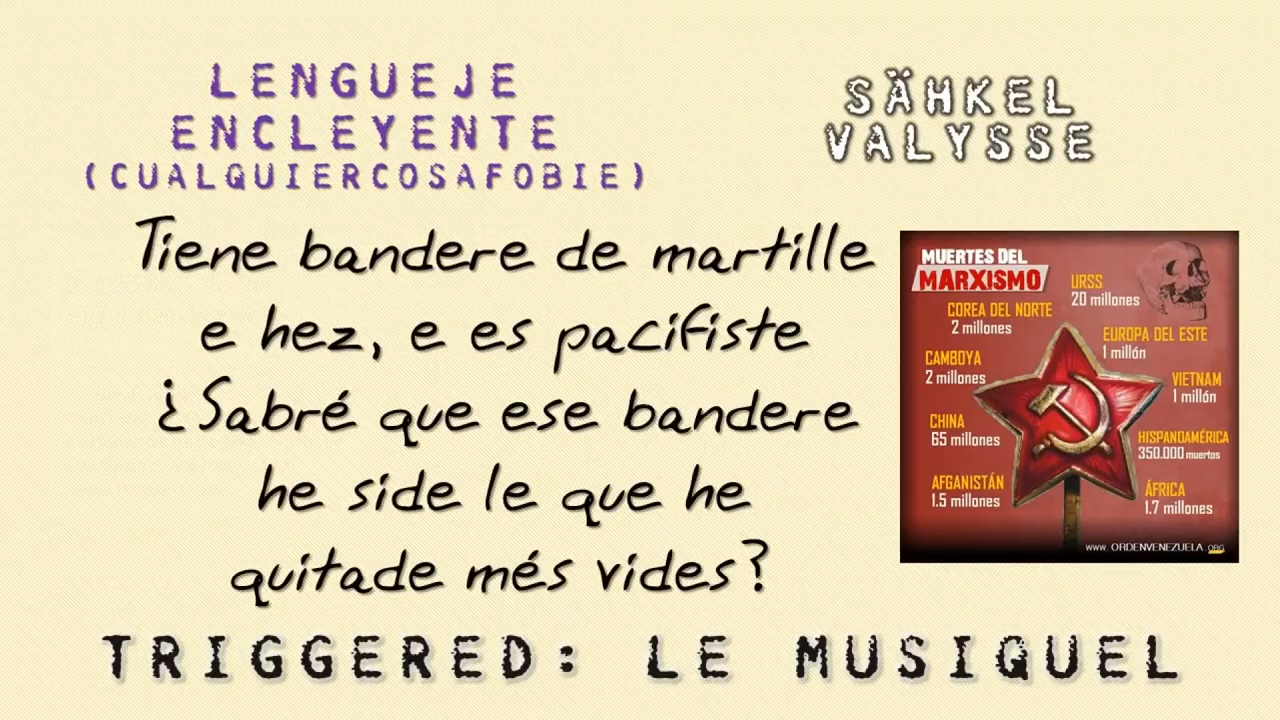 LENGUEJE
ENCLEYENTE
(CUALQUIERCOSAFOBIE)
SÄHKEL
VALYSSE
Tiene bandere de martille
e hez, e es pacifiste
¿Sabré que ese bandere
he side le que he
quitade més vides?
MUERTES DEL
MARXISMO
URSS
20 millones
COREA DEL NORTE
2 millones
EUROPA DEL ESTE
1 millón
CAMBOYA
2 millones
VIETNAM
1 millón
CHINA
65 millones
HISPANOAMÉRICA
350.000 muertos
AFGANISTÁN
1.5 millones
ÁFRICA
1.7 millones
WWW. ORDENVENEZUELA .ORG
TRIGGERED: LE MUSIQUEL